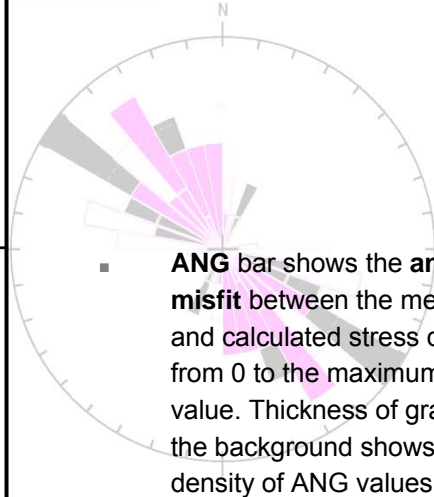 N
ANG bar shows the
misfit between the me
and calculated stress
from 0 to the maximum
value. Thickness of gra
the background shows
density of ANG values